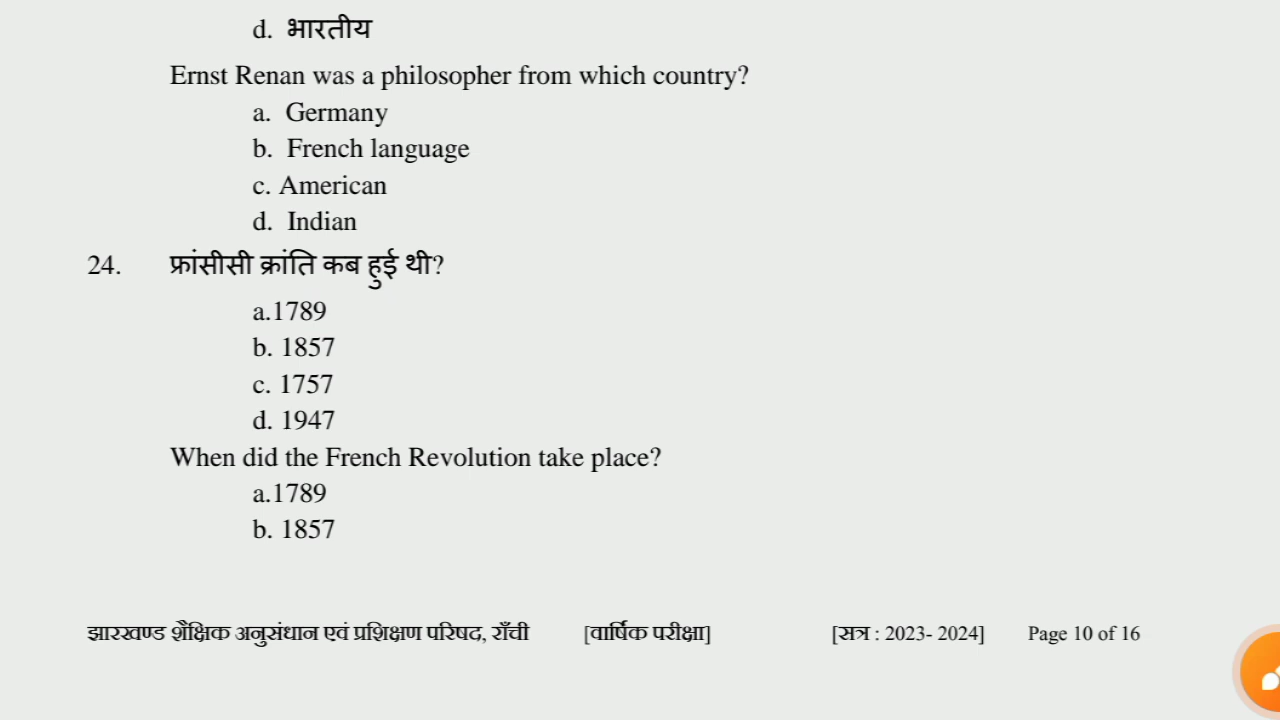 d. भारतीय
Ernst Renan was a philosopher from which country?
a. Germany
b. French language
c. American
d. Indian
24. फ्रांसीसी क्रांति कब हुई थी?
a.1789
b. 1857
c. 1757
d. 1947
When did the French Revolution take place?
a.1789
b. 1857
झारखण्ड शैक्षिक अनुसंधान एवं प्रशिक्षण परिषद, राँची [वार्षिक परीक्षा] [सत्र : 2023- 2024] Page 10 of 16